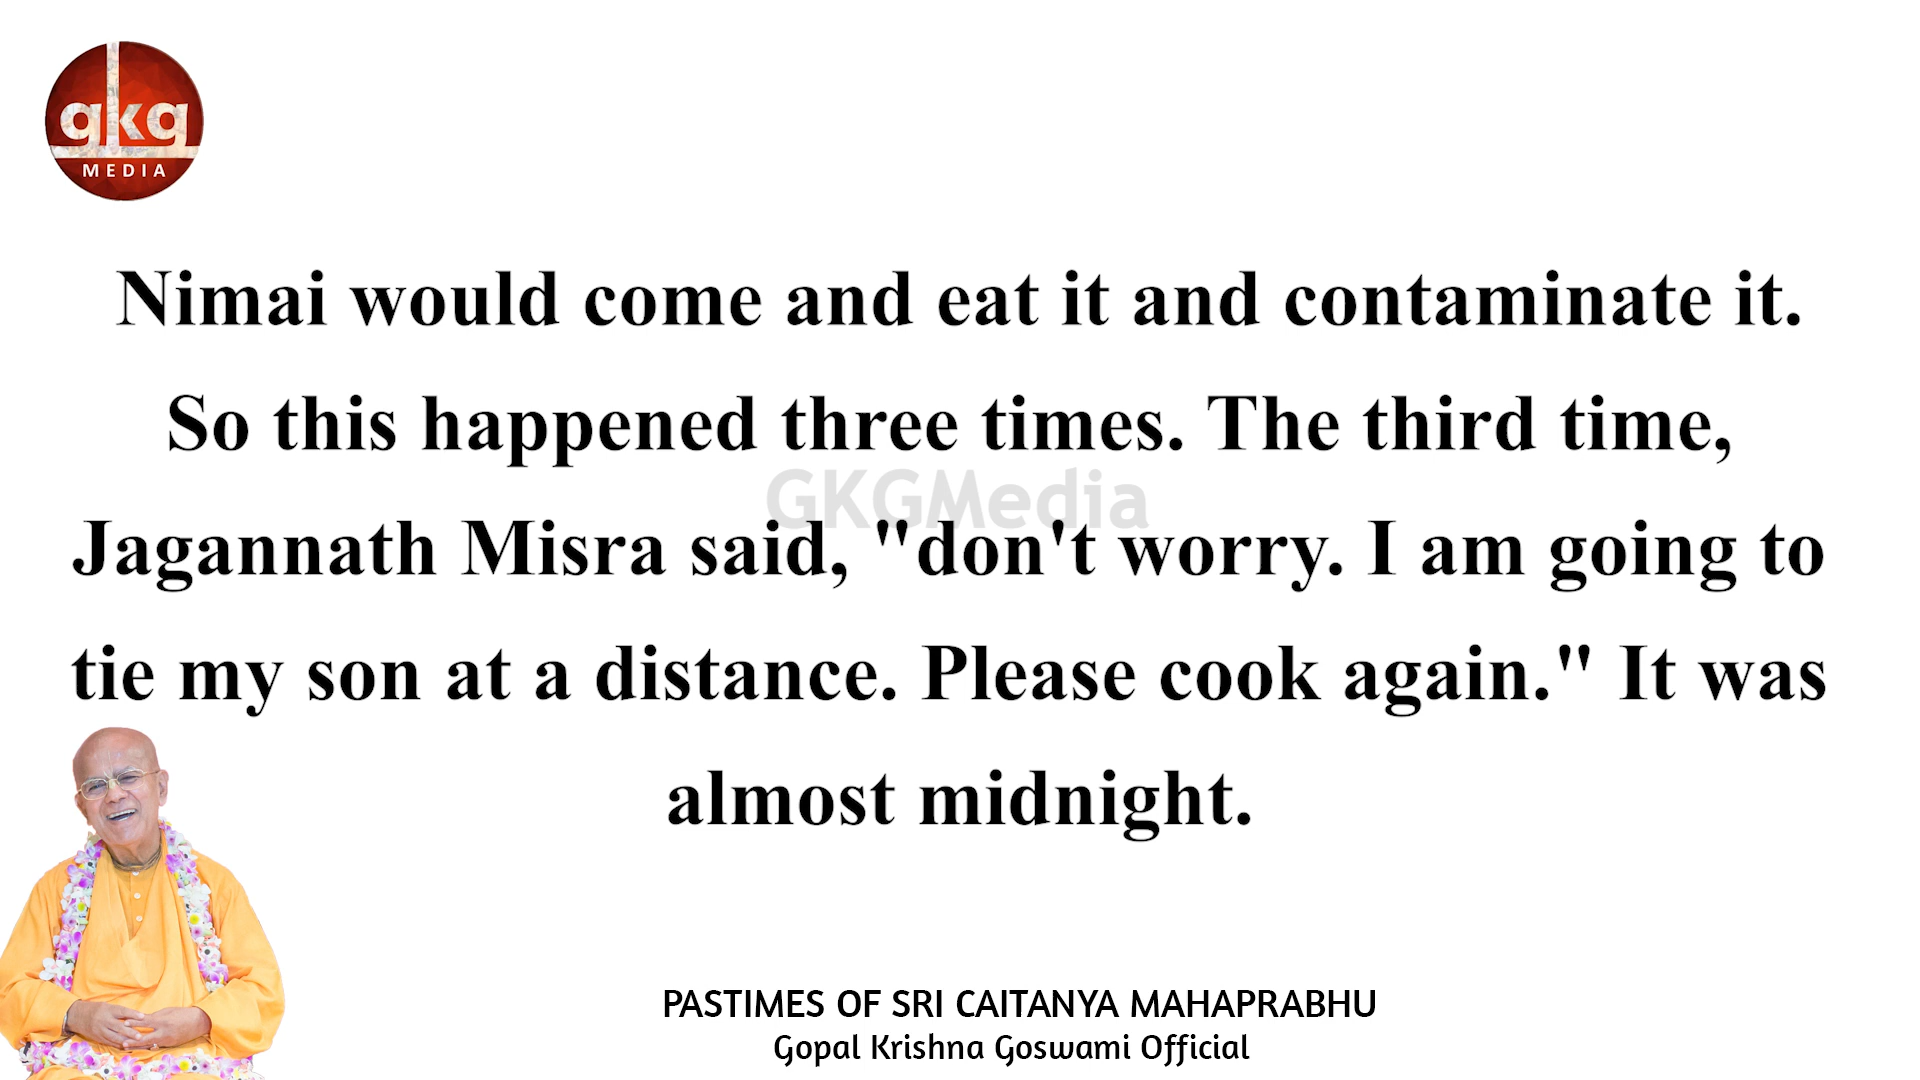 gkg
MEDIA
Nimai would come and eat it and contaminate it.
So this happened three times. The third time,
GKGMedia
Jagannath Misra said, "don't worry. I am going to
tie my son at a distance. Please cook again." It was
almost midnight.
PASTIMES OF SRI CAITANYA MAHAPRABHU
Gopal Krishna Goswami Official